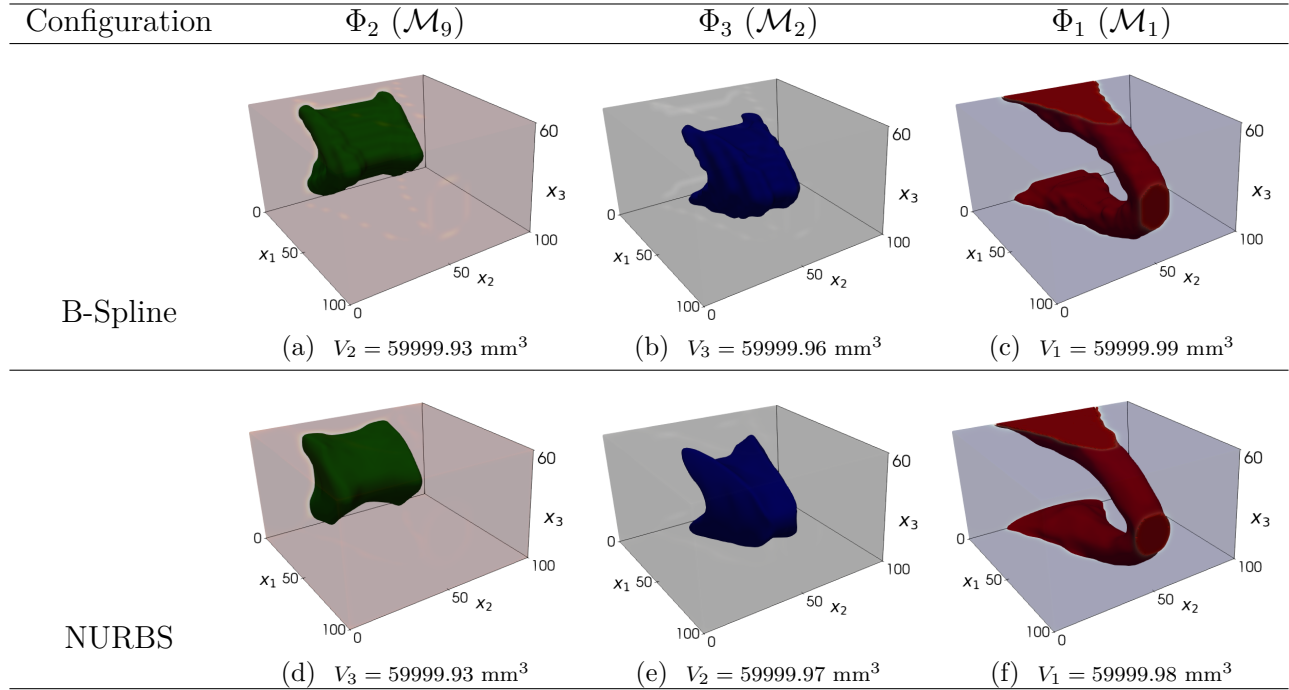 Configuration Φ₂ (ℳ₉) Φ₃ (ℳ₂) Φ₁ (ℳ₁)
60 x₃ 100 50 x₂ 0 100 50 x₁ 0
60 x₃ 100 50 x₂ 0 100 50 x₁ 0
60 x₃ 100 50 x₂ 0 100 50 x₁ 0
B-Spline
(a) V₂ = 59999.93 mm³ (b) V₃ = 59999.96 mm³ (c) V₁ = 59999.99 mm³
60 x₃ 100 50 x₂ 0 100 50 x₁ 0
60 x₃ 100 50 x₂ 0 100 50 x₁ 0
60 x₃ 100 50 x₂ 0 100 50 x₁ 0
NURBS
(d) V₃ = 59999.93 mm³ (e) V₂ = 59999.97 mm³ (f) V₁ = 59999.98 mm³